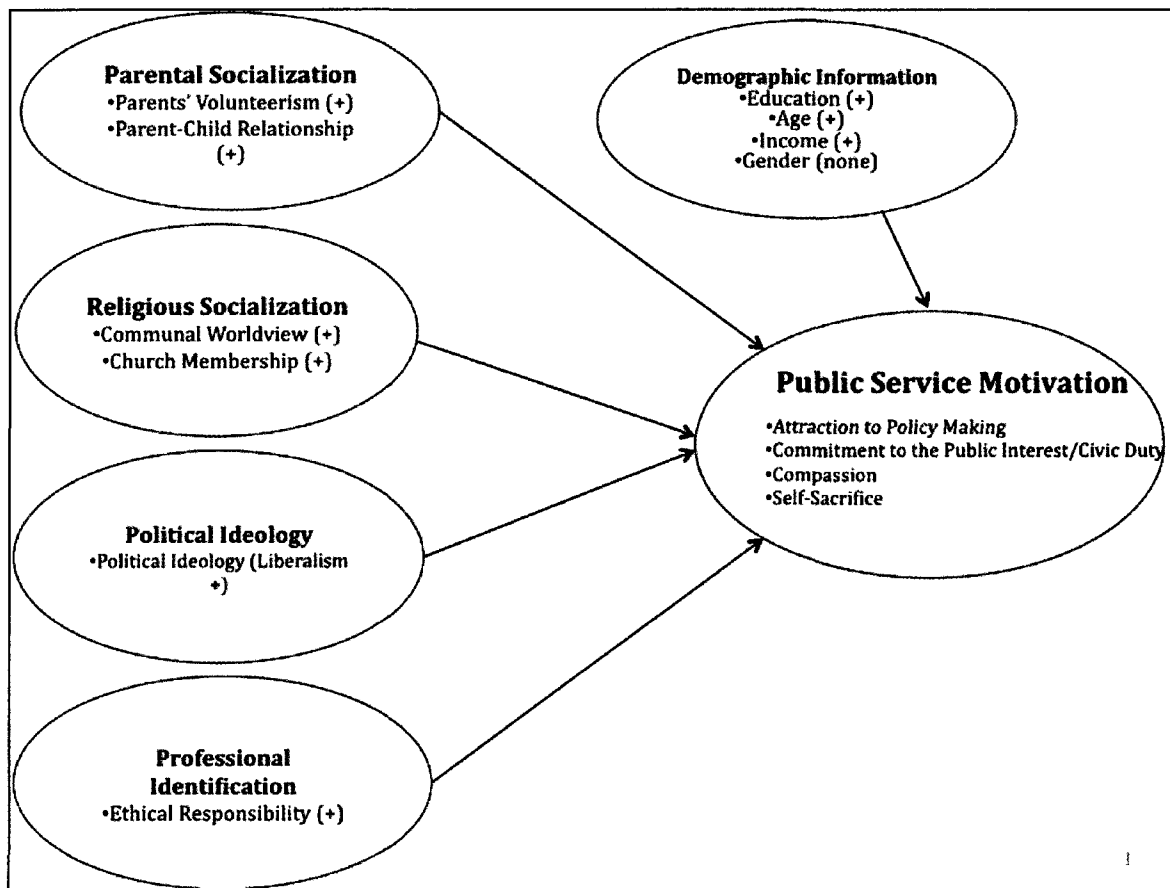 Parental Socialization
•Parents' Volunteerism (+)
•Parent-Child Relationship
(+)
Demographic Information
•Education (+)
•Age (+)
•Income (+)
•Gender (none)
Religious Socialization
•Communal Worldview (+)
•Church Membership (+)
Public Service Motivation
•Attraction to Policy Making
•Commitment to the Public Interest/Civic Duty
•Compassion
•Self-Sacrifice
Political Ideology
•Political Ideology (Liberalism
+)
Professional
Identification
•Ethical Responsibility (+)